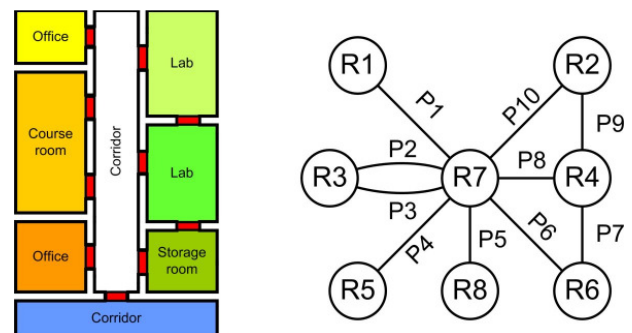 Office
Lab
Course
room
Corridor
Lab
Office
Storage
room
Corridor
R1
R2
P1
P10
P9
P2
R3
R7
P8
R4
P3
P4
P5
P6
P7
R5
R8
R6